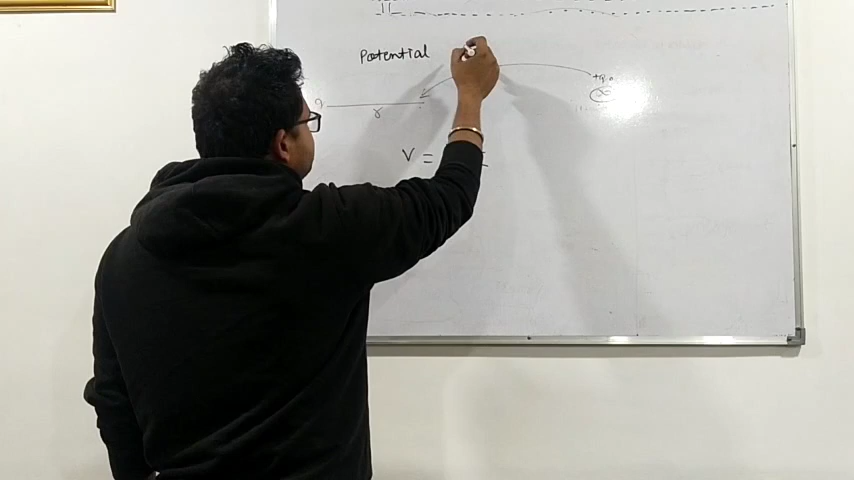 Potential
+q₀
∞
r
V =